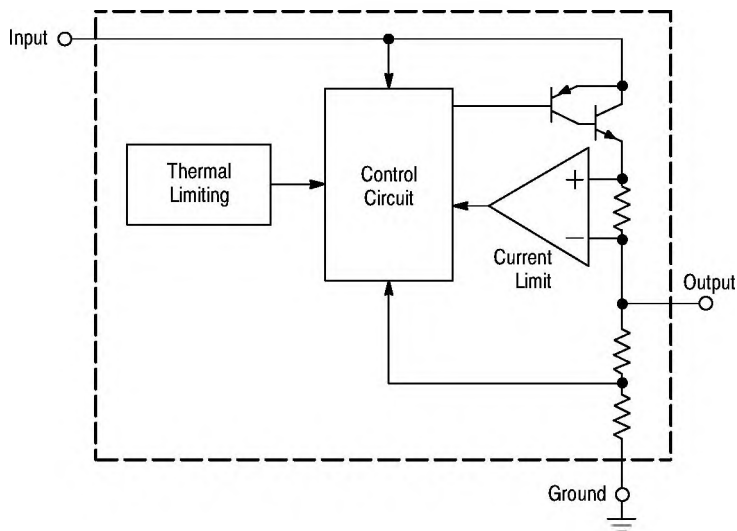 Input
Thermal
Limiting
Control
Circuit
+
−
Current
Limit
Output
Ground